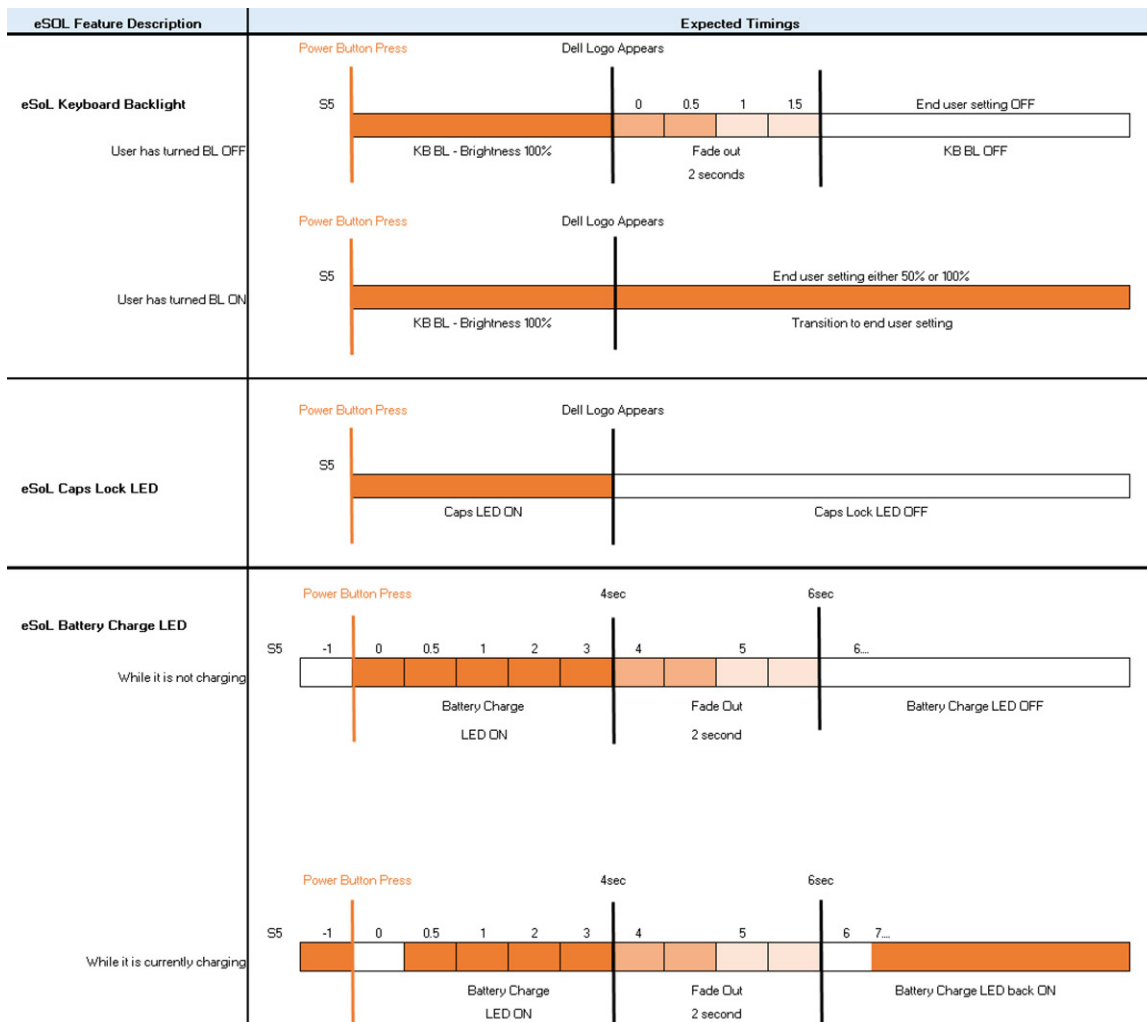 eSOL Feature Description
Expected Timings
Power Button Press
Dell Logo Appears
eSoL Keyboard Backlight
S5
0 0.5 1 1.5
End user setting OFF
User has turned BL OFF
KB BL - Brightness 100%
Fade out
KB BL OFF
2 seconds
Power Button Press
Dell Logo Appears
S5
End user setting either 50% or 100%
User has turned BL ON
KB BL - Brightness 100%
Transition to end user setting
Power Button Press
Dell Logo Appears
S5
eSoL Caps Lock LED
Caps LED ON
Caps Lock LED OFF
Power Button Press
4sec
6sec
eSoL Battery Charge LED
S5 -1 0 0.5 1 2 3 4 5 6....
While it is not charging
Battery Charge
Fade Out
Battery Charge LED OFF
LED ON
2 second
Power Button Press
4sec
6sec
S5 -1 0 0.5 1 2 3 4 5 6 7....
While it is currently charging
Battery Charge
Fade Out
Battery Charge LED back ON
LED ON
2 second